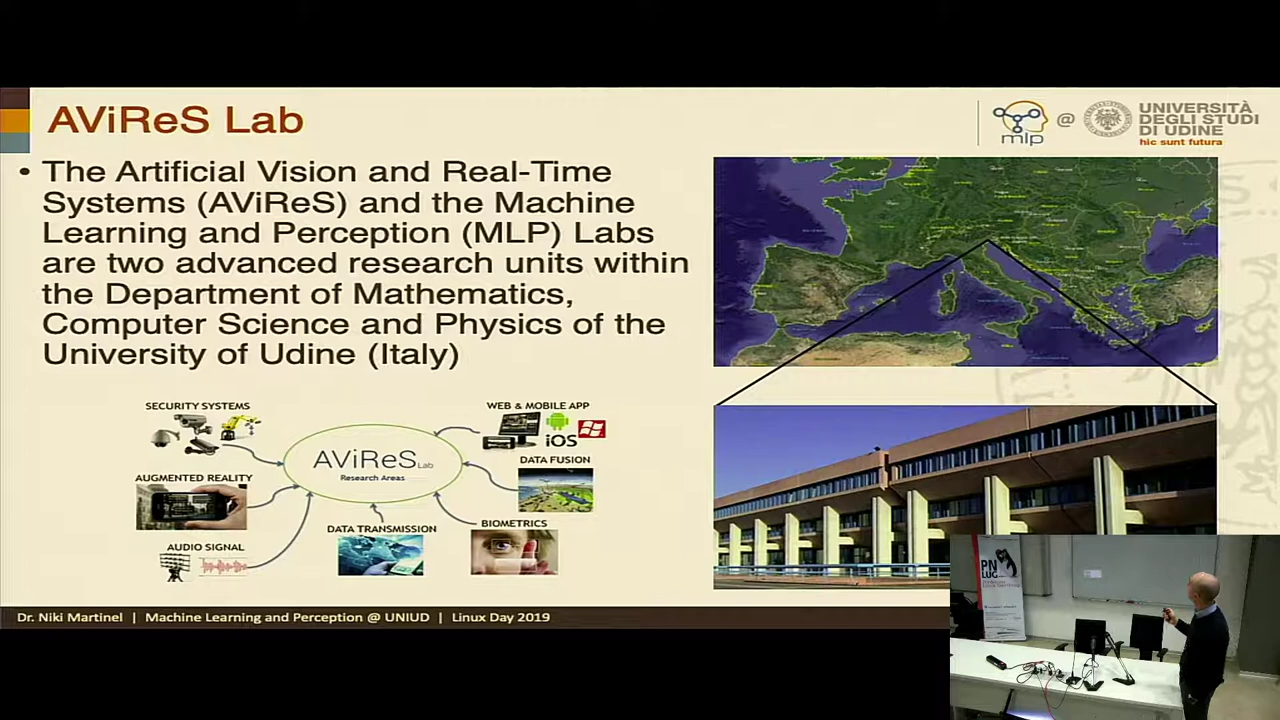 AViReS Lab
mlp
@
UNIVERSITÀ
DEGLI STUDI
DI UDINE
hic sunt futura
• The Artificial Vision and Real-Time
Systems (AViReS) and the Machine
Learning and Perception (MLP) Labs
are two advanced research units within
the Department of Mathematics,
Computer Science and Physics of the
University of Udine (Italy)
SECURITY SYSTEMS
WEB & MOBILE APP
iOS
AViReS Lab
Research Areas
DATA FUSION
AUGMENTED REALITY
DATA TRANSMISSION
BIOMETRICS
AUDIO SIGNAL
PN
LUG
Dr. Niki Martinel | Machine Learning and Perception @ UNIUD | Linux Day 2019